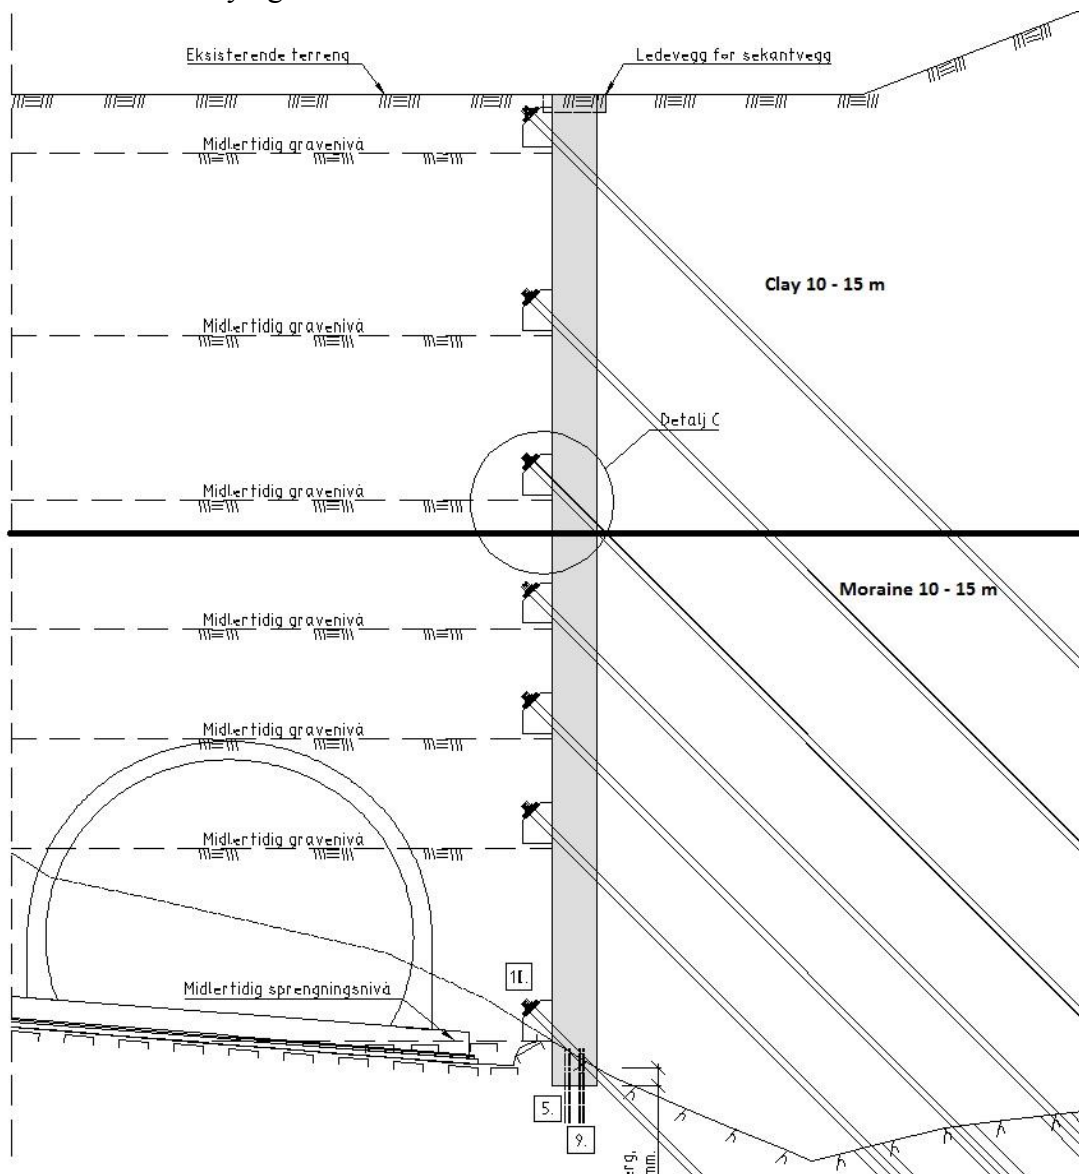 Eksisterende terreng
Ledevegg for sekantvegg
Midlertidig gravenivå
Clay 10 - 15 m
Midlertidig gravenivå
Detalj C
Midlertidig gravenivå
Moraine 10 - 15 m
Midlertidig gravenivå
Midlertidig gravenivå
Midlertidig gravenivå
Midlertidig sprengningsnivå
5.
9.